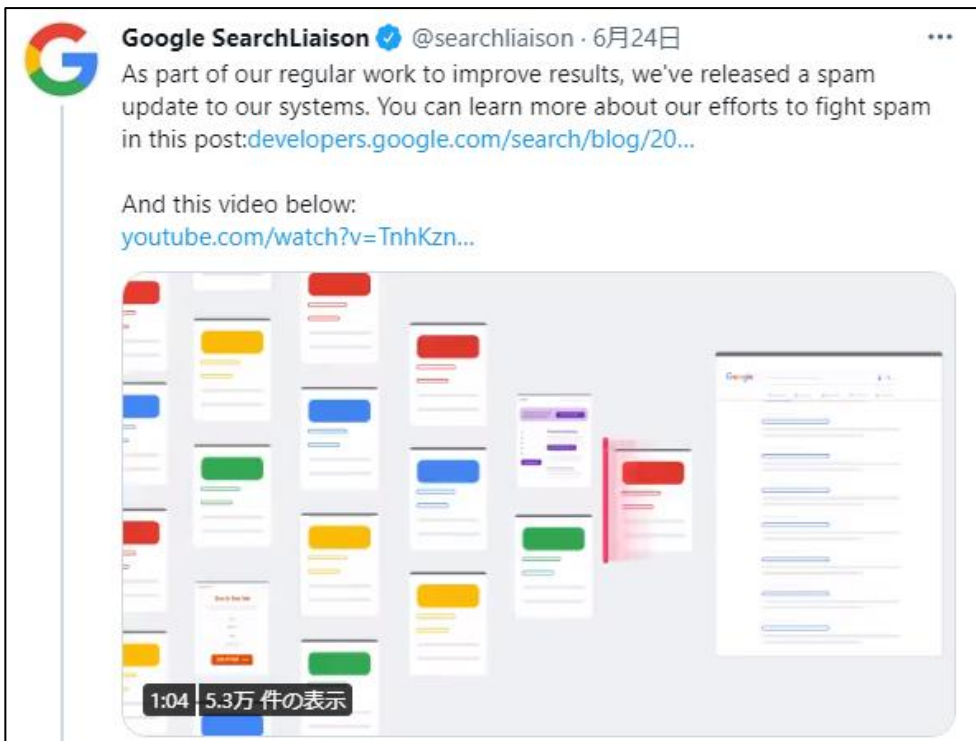 Google SearchLiaison @searchliaison · 6月24日
As part of our regular work to improve results, we've released a spam
update to our systems. You can learn more about our efforts to fight spam
in this post:developers.google.com/search/blog/20...
And this video below:
youtube.com/watch?v=TnhKzn...
Google
1:04 5.3万 件の表示